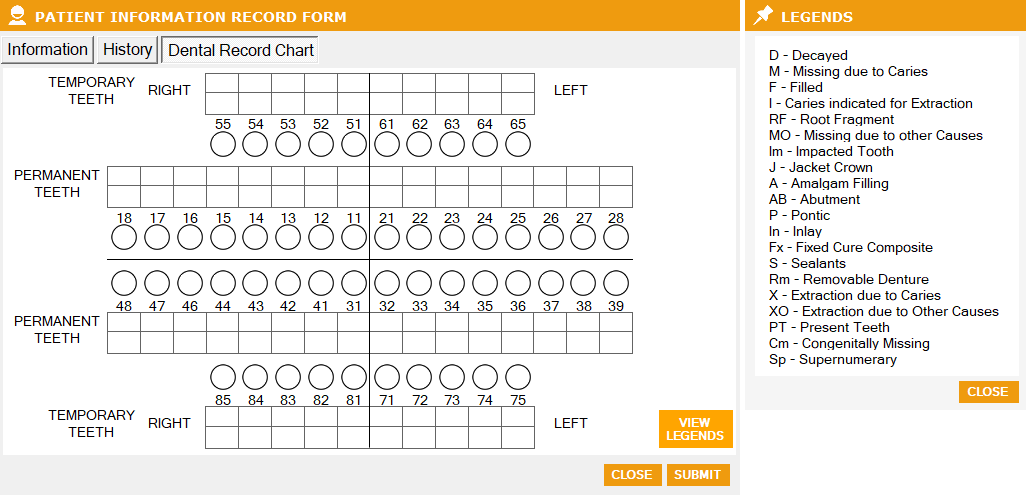 PATIENT INFORMATION RECORD FORM
Information History Dental Record Chart
TEMPORARY
TEETH
RIGHT
LEFT
55 54 53 52 51 61 62 63 64 65
PERMANENT
TEETH
18 17 16 15 14 13 12 11 21 22 23 24 25 26 27 28
48 47 46 44 43 42 41 31 32 33 34 35 36 37 38 39
PERMANENT
TEETH
85 84 83 82 81 71 72 73 74 75
TEMPORARY
TEETH
RIGHT
LEFT
VIEW
LEGENDS
CLOSE SUBMIT
LEGENDS
D - Decayed
M - Missing due to Caries
F - Filled
I - Caries indicated for Extraction
RF - Root Fragment
MO - Missing due to other Causes
Im - Impacted Tooth
J - Jacket Crown
A - Amalgam Filling
AB - Abutment
P - Pontic
In - Inlay
Fx - Fixed Cure Composite
S - Sealants
Rm - Removable Denture
X - Extraction due to Caries
XO - Extraction due to Other Causes
PT - Present Teeth
Cm - Congenitally Missing
Sp - Supernumerary
CLOSE